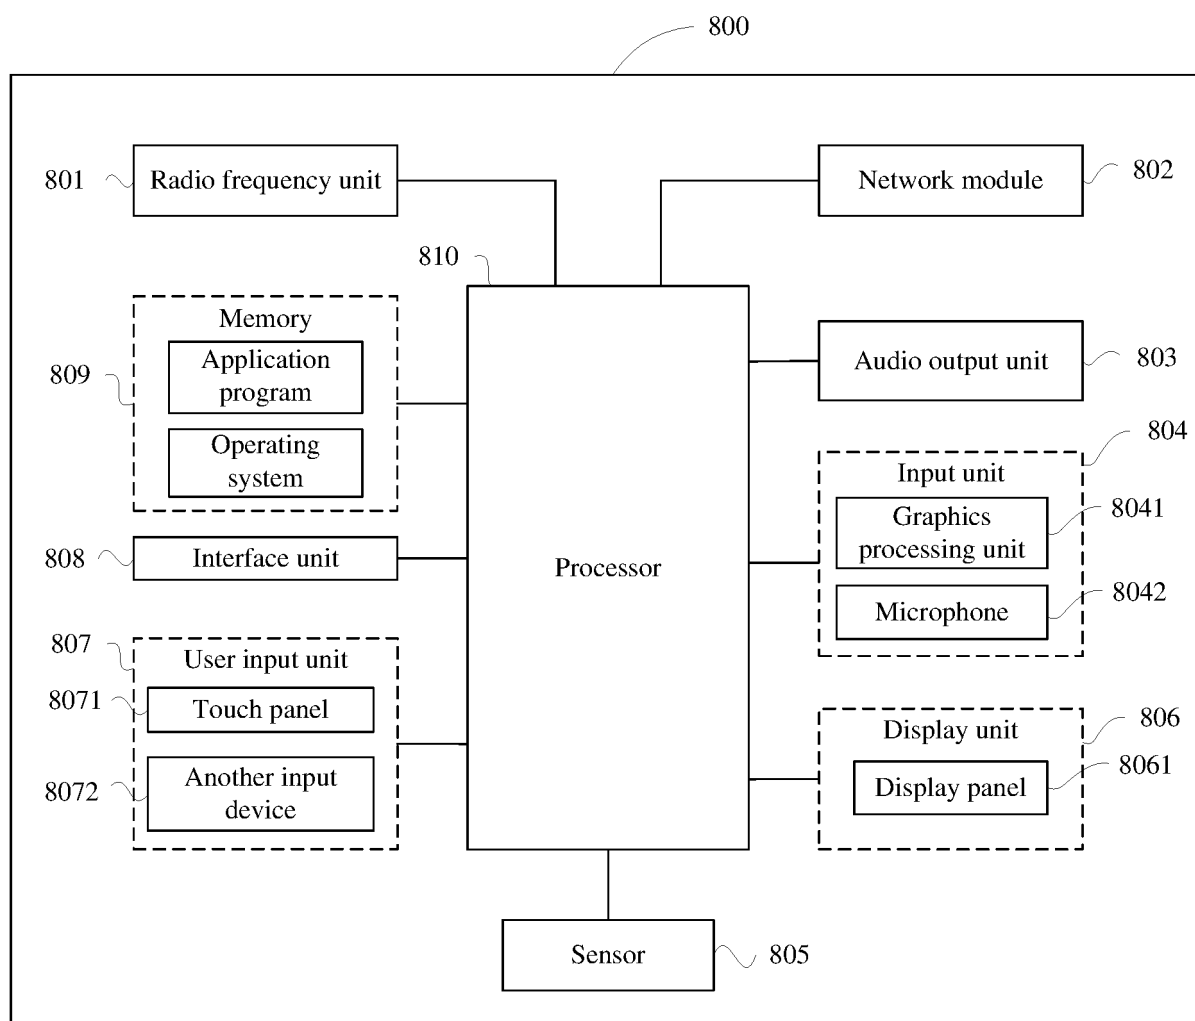 800
801
Radio frequency unit
Network module
802
810
Memory
Application
program
Operating
system
809
Audio output unit
803
804
Input unit
Graphics
processing unit
8041
Microphone
8042
808
Interface unit
Processor
807
User input unit
8071
Touch panel
8072
Another input
device
Display unit
806
Display panel
8061
Sensor
805